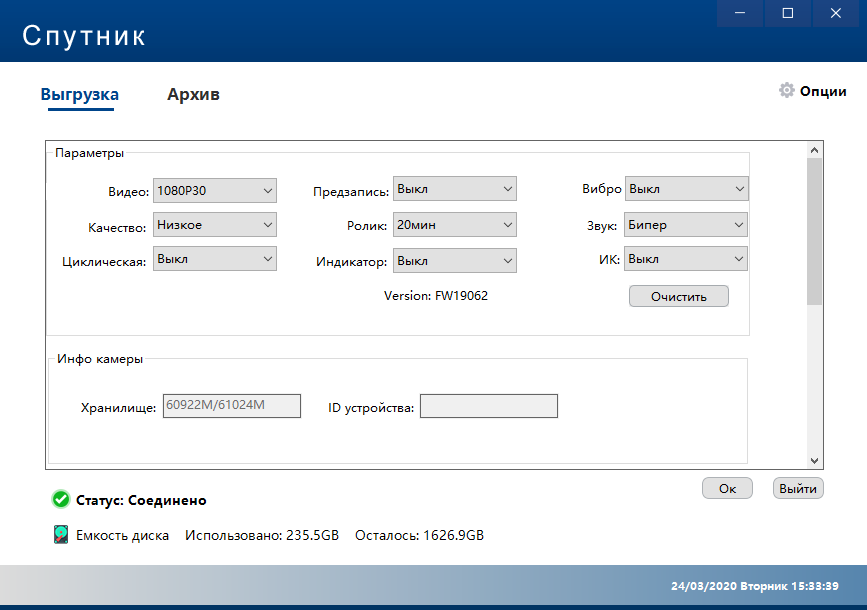 Спутник
Выгрузка Архив Опции
Параметры
Видео: 1080P30 Предзапись: Выкл Вибро Выкл
Качество: Низкое Ролик: 20мин Звук: Бипер
Циклическая: Выкл Индикатор: Выкл ИК: Выкл
Version: FW19062 Очистить
Инфо камеры
Хранилище: 60922M/61024M ID устройства:
Ок Выйти
Статус: Соединено
Емкость диска Использовано: 235.5GB Осталось: 1626.9GB
24/03/2020 Вторник 15:33:39